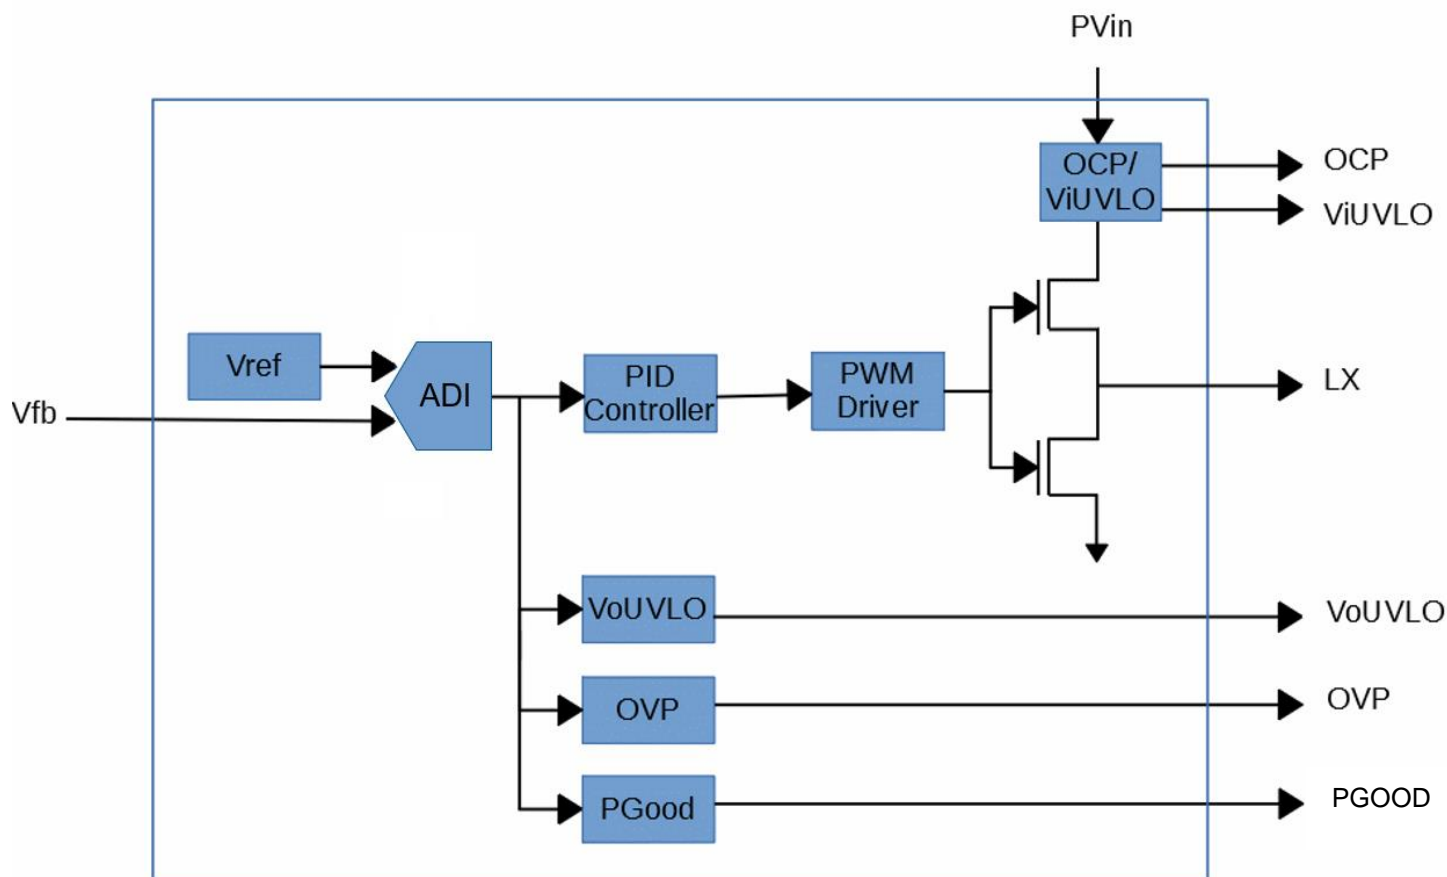 PVin
OCP/
ViUVLO
OCP
ViUVLO
Vref
ADI
PID
Controller
PWM
Driver
LX
Vfb
VoUVLO
VoUVLO
OVP
OVP
PGood
PGOOD